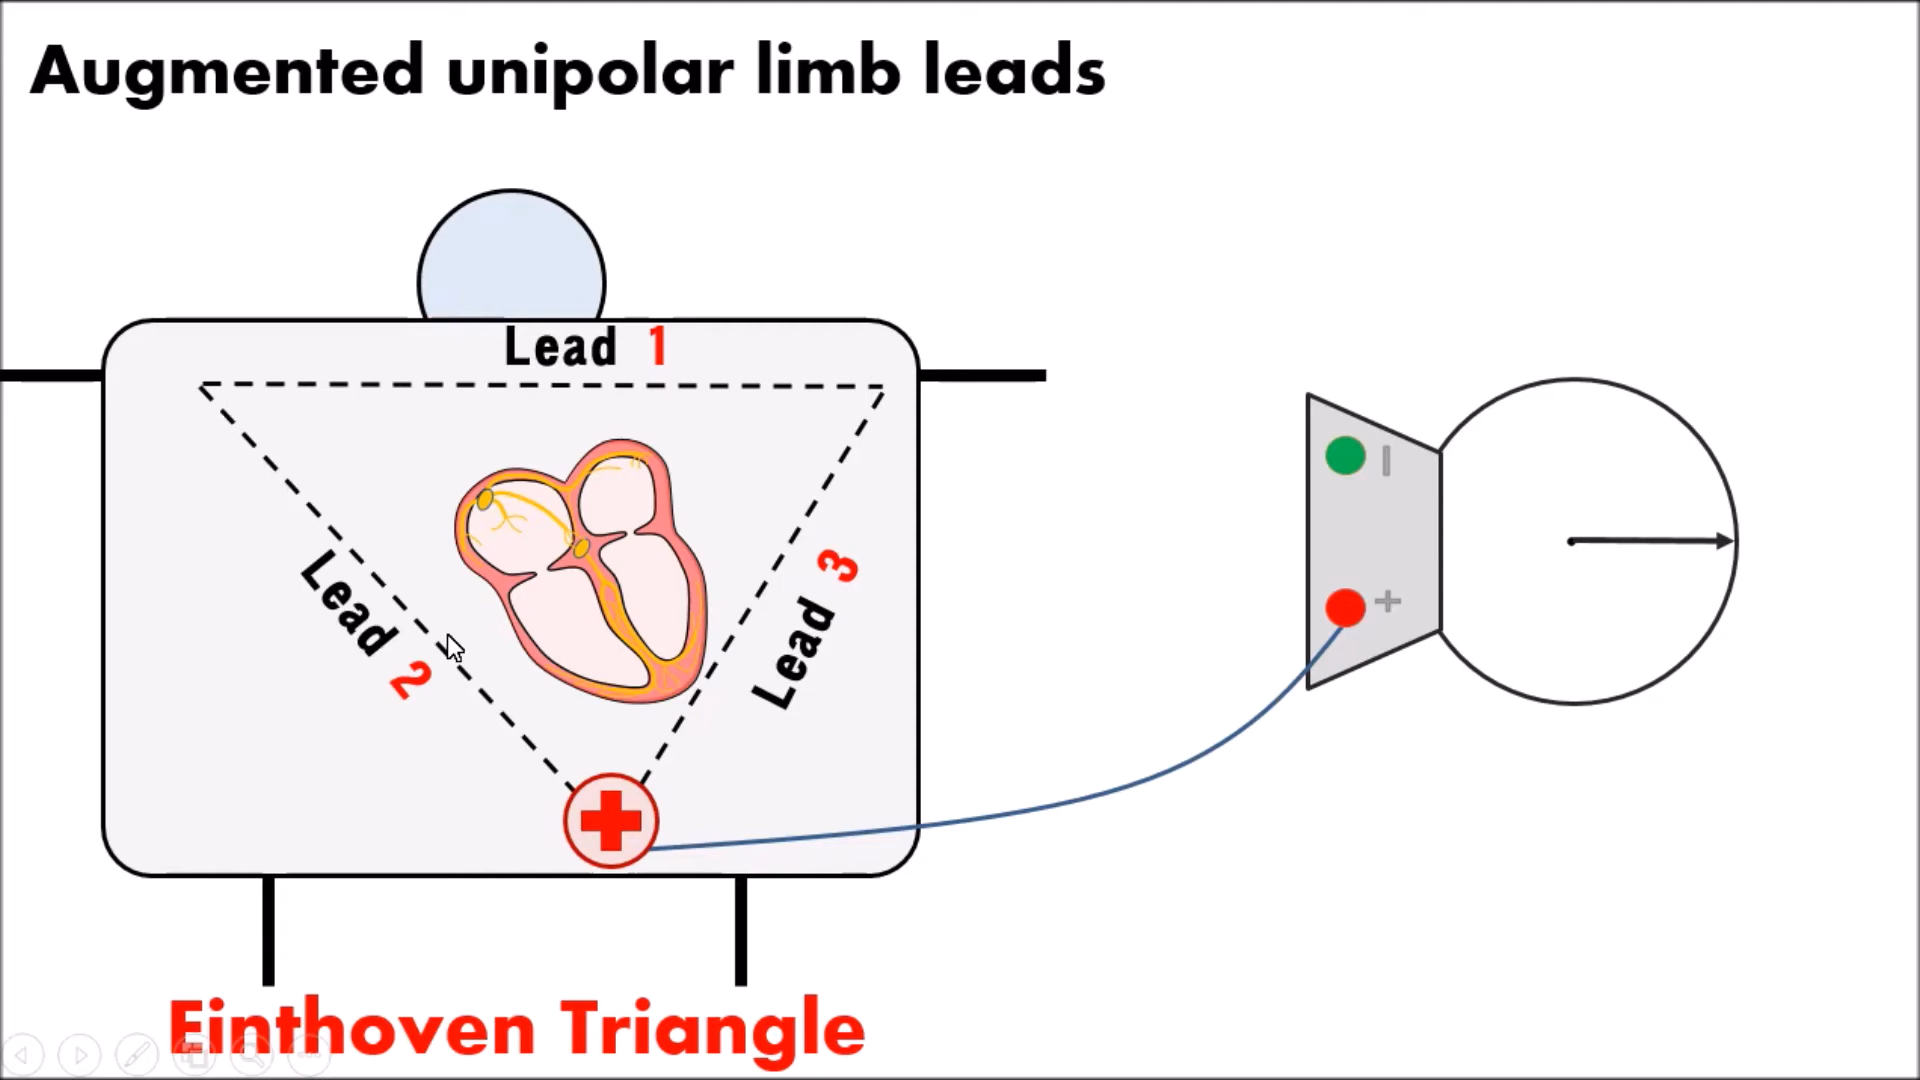 Augmented unipolar limb leads
Lead 1
Lead 2
Lead 3
Einthoven Triangle